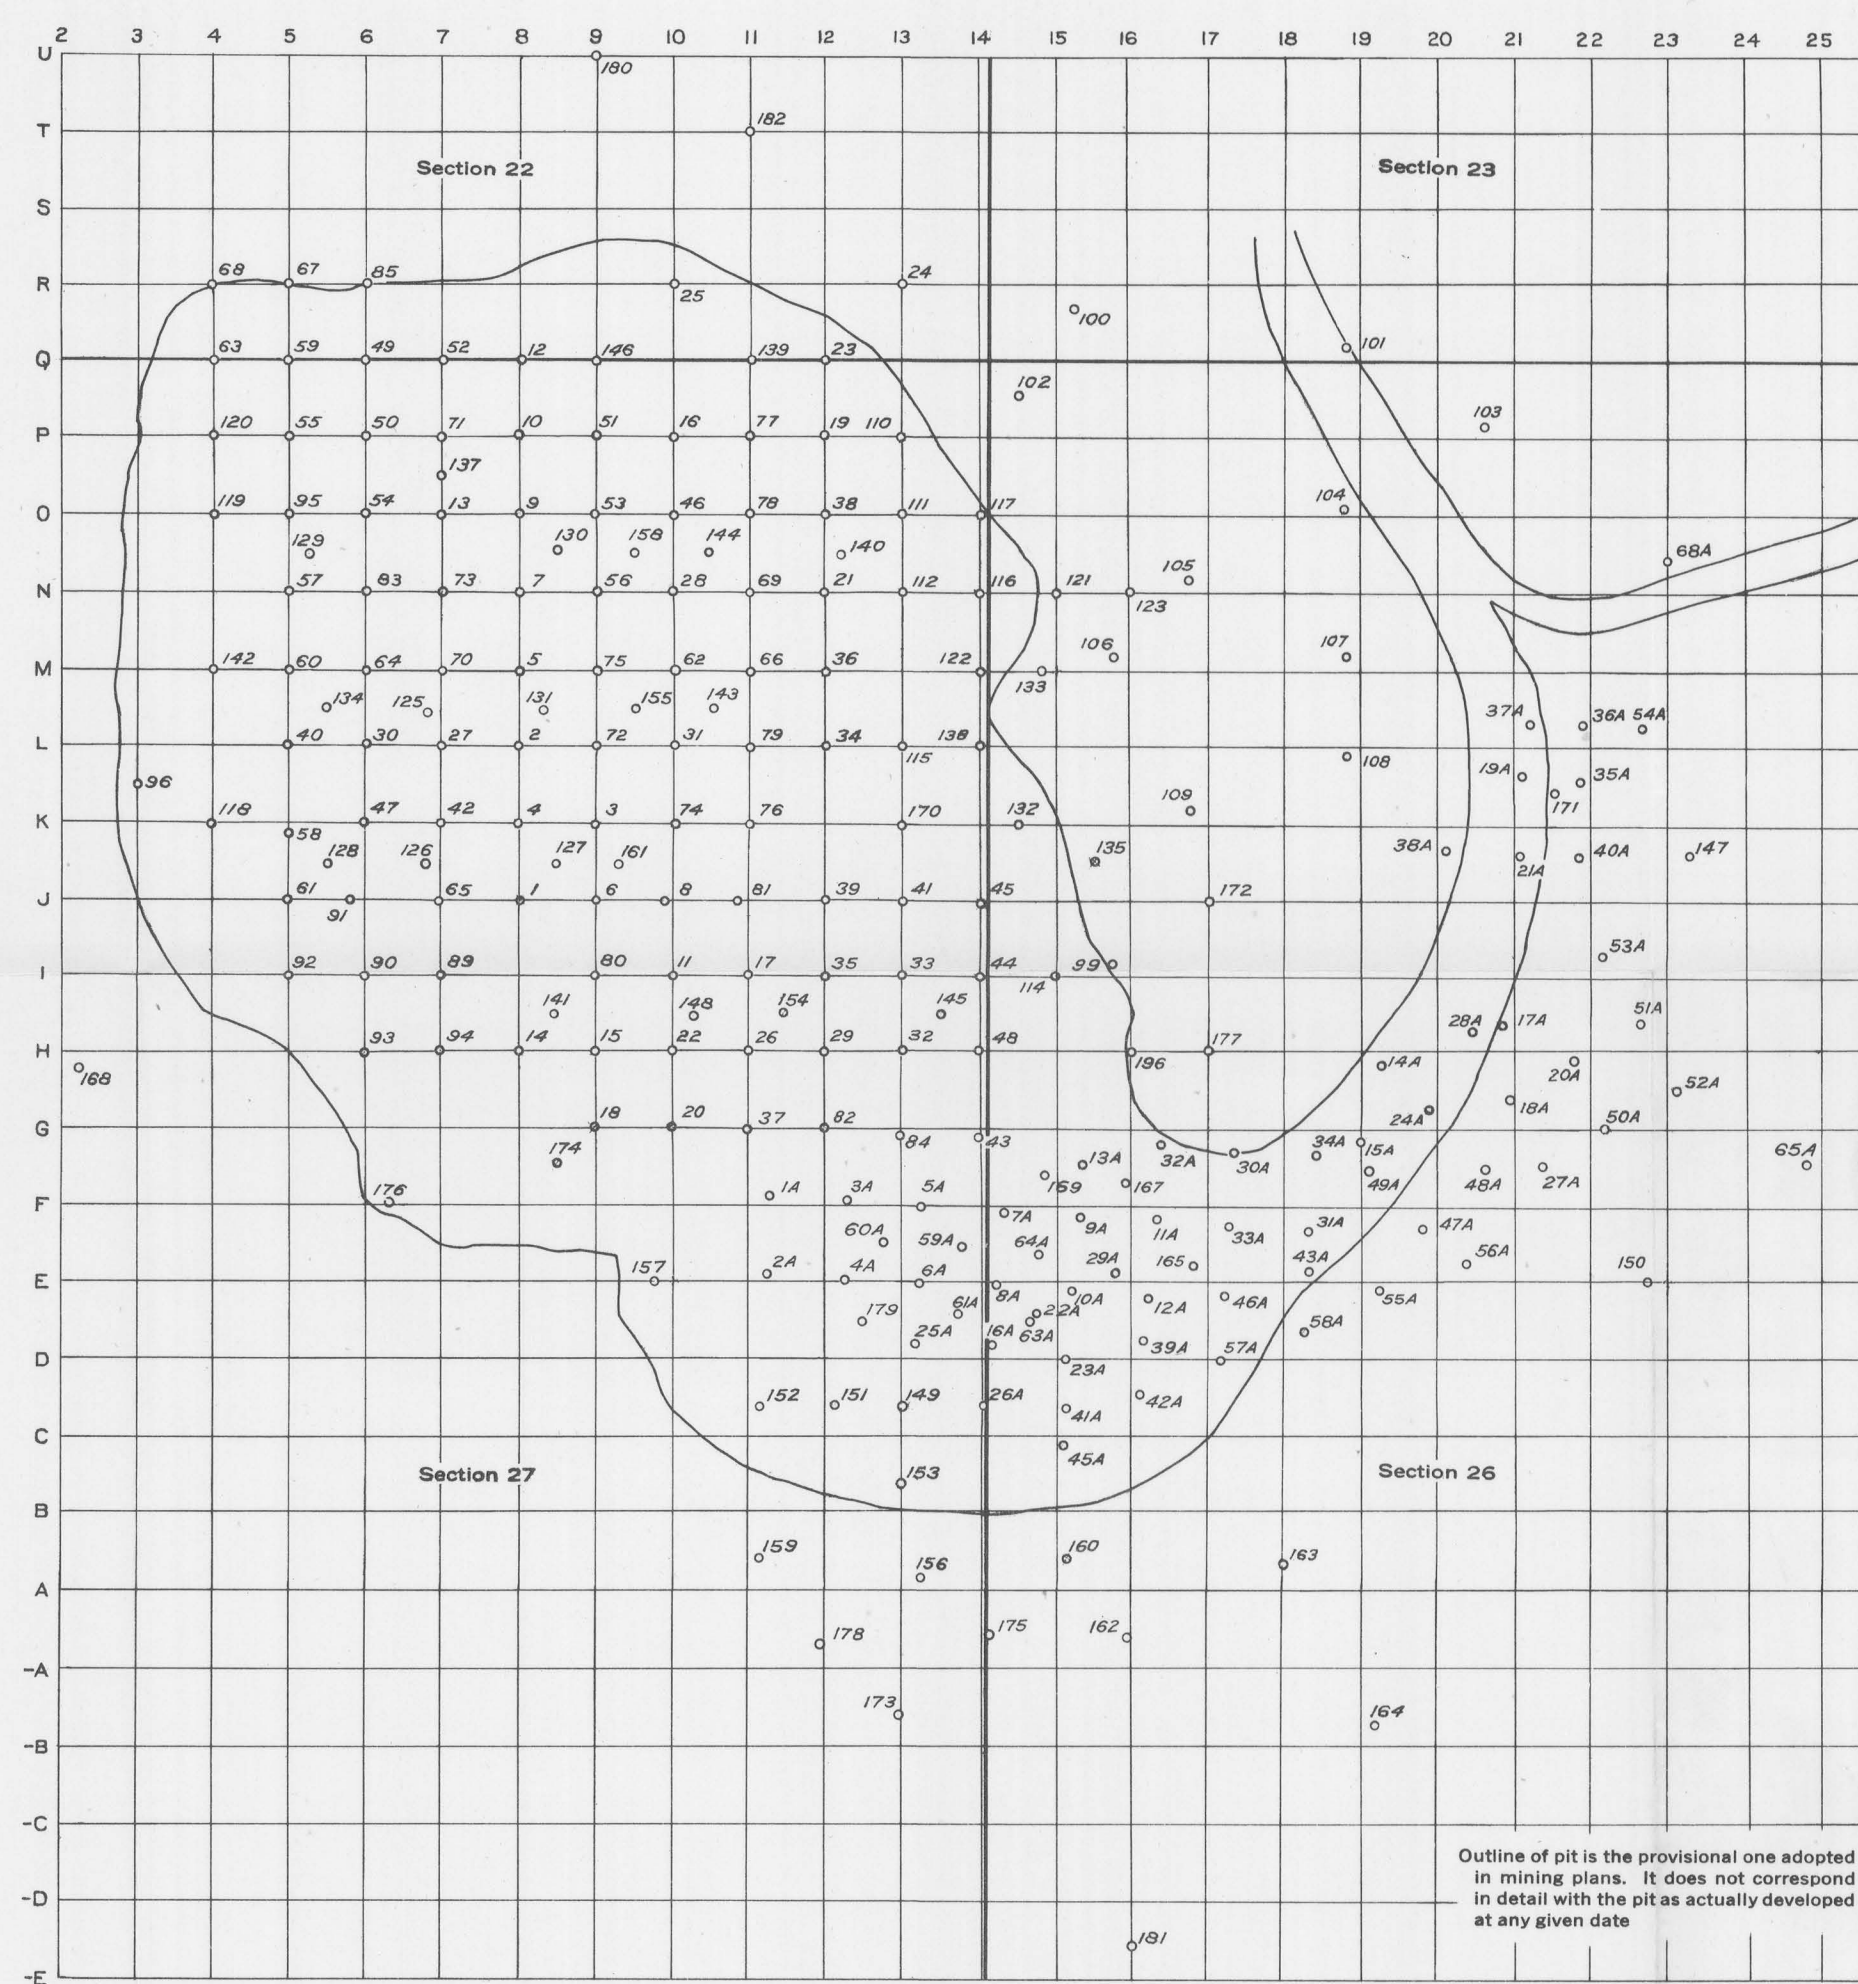 2 3 4 5 6 7 8 9 10 11 12 13 14 15 16 17 18 19 20 21 22 23 24 25
U
180
T 182
Section 22 Section 23
S
68 67 85 24
R
25
100
63 59 49 52 12 146 139 23 101
Q
102
103
120 55 50 71 10 51 16 77 19 110
P
137
119 95 54 13 9 53 46 78 38 111 117 104
O
129 130 158 144 140 68A
105
57 83 73 7 56 28 69 21 112 116 121
N
123
106 107
142 60 64 70 5 75 62 66 36 122
M
133
134 125 131 155 143
37A 36A 54A
40 30 27 2 72 31 79 34 138
L
115 108
19A 35A
96
109 171
118 47 42 4 3 74 76 170 132
K
58
128 126 127 161 135 38A 40A 147
21A
61 65 1 6 8 81 39 41 45 172
J
91
53A
92 90 89 80 11 17 35 33 44 99
I
114
141 148 154 145 51A
28A 17A
93 94 14 15 22 26 29 32 48 177
H
196 14A
168 20A 52A
18A
18 20 37 82 24A 50A
G
84 43 34A 15A
174 13A 32A 30A 65A
169 167 49A 48A 27A
176 1A 3A 5A
F
7A 9A 11A 33A 31A 47A
60A 59A 64A
29A 165 43A 56A
157 2A 4A 6A 150
E
8A 10A 12A 46A 55A
61A 22A
179 25A 16A 63A 58A
39A 57A
D
23A
152 151 149 26A 42A
41A
C
45A
Section 27 153 Section 26
B
159 156 160 163
A
178 175 162
-A
173 164
-B
-C
Outline of pit is the provisional one adopted
in mining plans. It does not correspond
-D in detail with the pit as actually developed
at any given date
181
-E